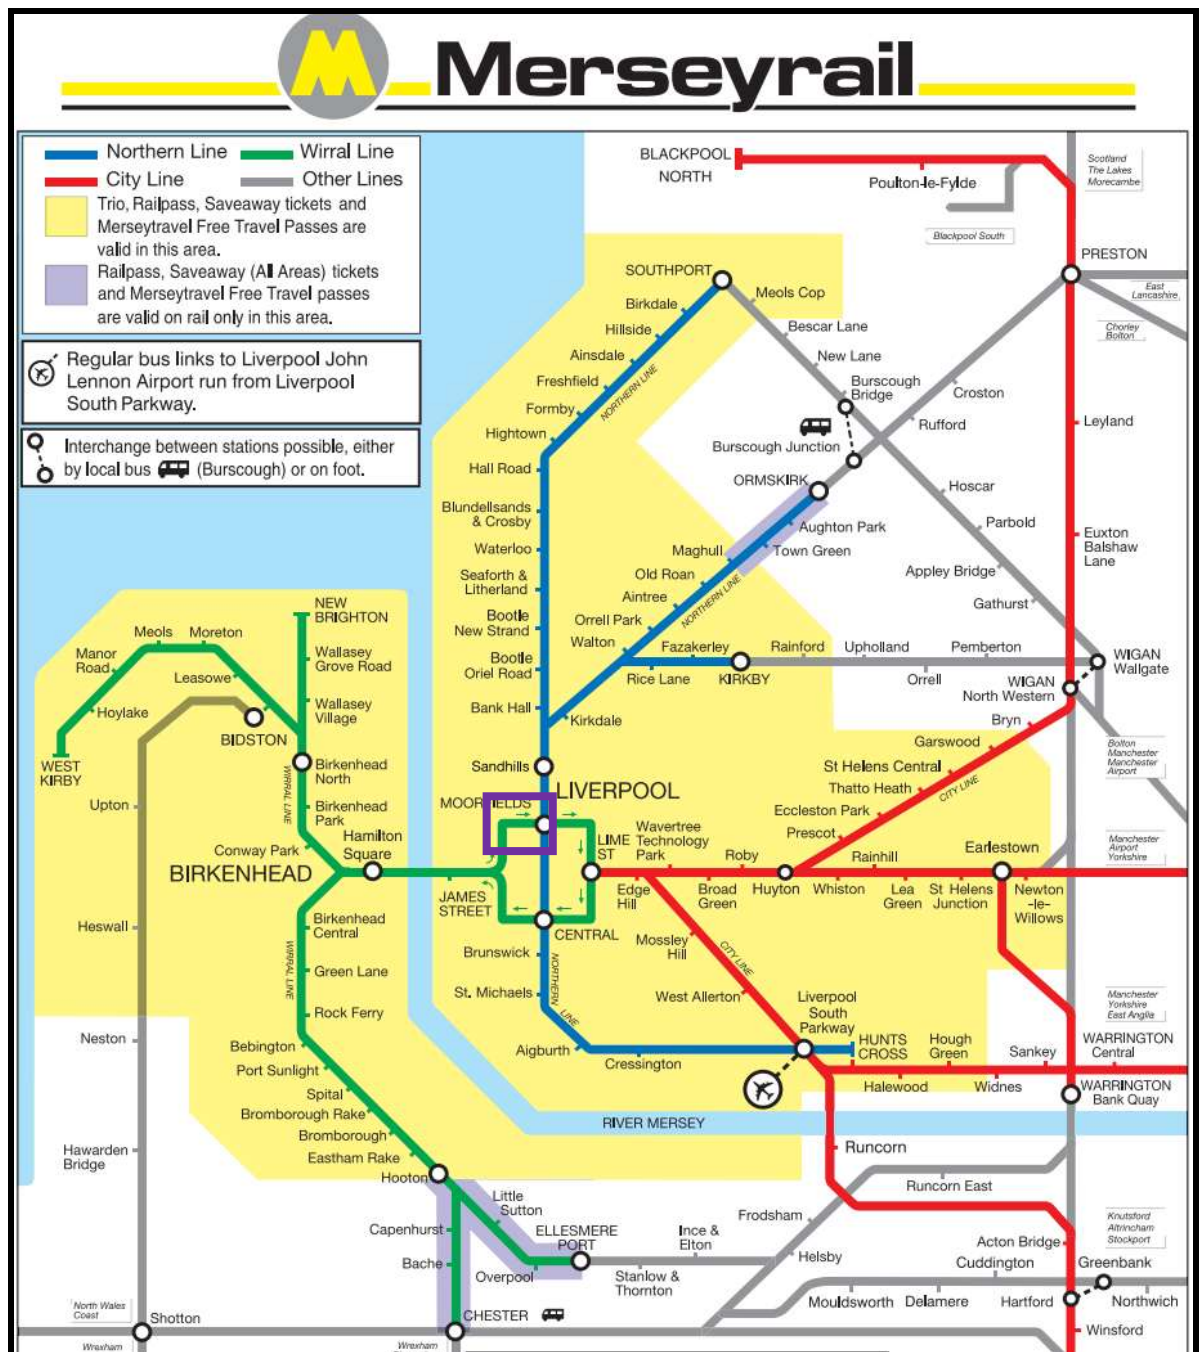 Merseyrail
Northern Line
Wirral Line
City Line
Other Lines
Trio, Railpass, Saveaway tickets and
Merseytravel Free Travel Passes are
valid in this area.
Railpass, Saveaway (All Areas) tickets
and Merseytravel Free Travel passes
are valid on rail only in this area.
Regular bus links to Liverpool John
Lennon Airport run from Liverpool
South Parkway.
Interchange between stations possible, either
by local bus (Burscough) or on foot.
BLACKPOOL
NORTH
Poulton-le-Fylde
Scotland
The Lakes
Morecambe
Blackpool South
PRESTON
East
Lancashire,
Chorley
Bolton
SOUTHPORT
Meols Cop
Birkdale
Bescar Lane
Hillside
New Lane
Ainsdale
Burscough
Bridge
Freshfield
NORTHERN LINE
Croston
Formby
Rufford
Leyland
Hightown
Burscough Junction
Hall Road
ORMSKIRK
Hoscar
Blundellsands
& Crosby
Aughton Park
Parbold
Waterloo
Maghull
Town Green
Euxton
Balshaw
Lane
Seaforth &
Litherland
Old Roan
Appley Bridge
Aintree
NORTHERN LINE
Gathurst
Bootle
New Strand
Orrell Park
Walton
Fazakerley
Rainford
Upholland
Pemberton
WIGAN
Wallgate
Bootle
Oriel Road
Rice Lane
KIRKBY
Orrell
WIGAN
North Western
Bank Hall
Kirkdale
Bryn
NEW
BRIGHTON
Meols
Moreton
Manor
Road
Wallasey
Grove Road
Leasowe
Hoylake
Wallasey
Village
BIDSTON
WEST
KIRBY
Birkenhead
North
WIRRAL LINE
Sandhills
Garswood
St Helens Central
Thatto Heath
CITY LINE
Bolton
Manchester
Manchester
Airport
Upton
Birkenhead
Park
MOORFIELDS
LIVERPOOL
Eccleston Park
Prescot
Conway Park
Hamilton
Square
LIME
ST
Wavertree
Technology
Park
Roby
Rainhill
Earlestown
Manchester
Airport
Yorkshire
BIRKENHEAD
JAMES
STREET
Edge
Hill
Broad
Green
Huyton
Whiston
Lea
Green
St Helens
Junction
Newton
-le-
Willows
Heswall
Birkenhead
Central
CENTRAL
Brunswick
Mossley
Hill
CITY LINE
WIRRAL LINE
Green Lane
NORTHERN
LINE
St. Michaels
West Allerton
Liverpool
South
Parkway
Manchester
Yorkshire
East Anglia
Rock Ferry
Neston
Bebington
Aigburth
Cressington
HUNTS
CROSS
Hough
Green
Sankey
WARRINGTON
Central
Port Sunlight
Halewood
Widnes
WARRINGTON
Bank Quay
Spital
Bromborough Rake
RIVER MERSEY
Bromborough
Hawarden
Bridge
Eastham Rake
Runcorn
Hooton
Runcorn East
Little
Sutton
Capenhurst
ELLESMERE
PORT
Ince &
Elton
Frodsham
Knutsford
Altrincham
Stockport
Acton Bridge
Bache
Overpool
Stanlow &
Thornton
Helsby
Cuddington
Greenbank
Mouldsworth
Delamere
Hartford
Northwich
North Wales
Coast
Shotton
CHESTER
Winsford
Wrexham
Wrexham